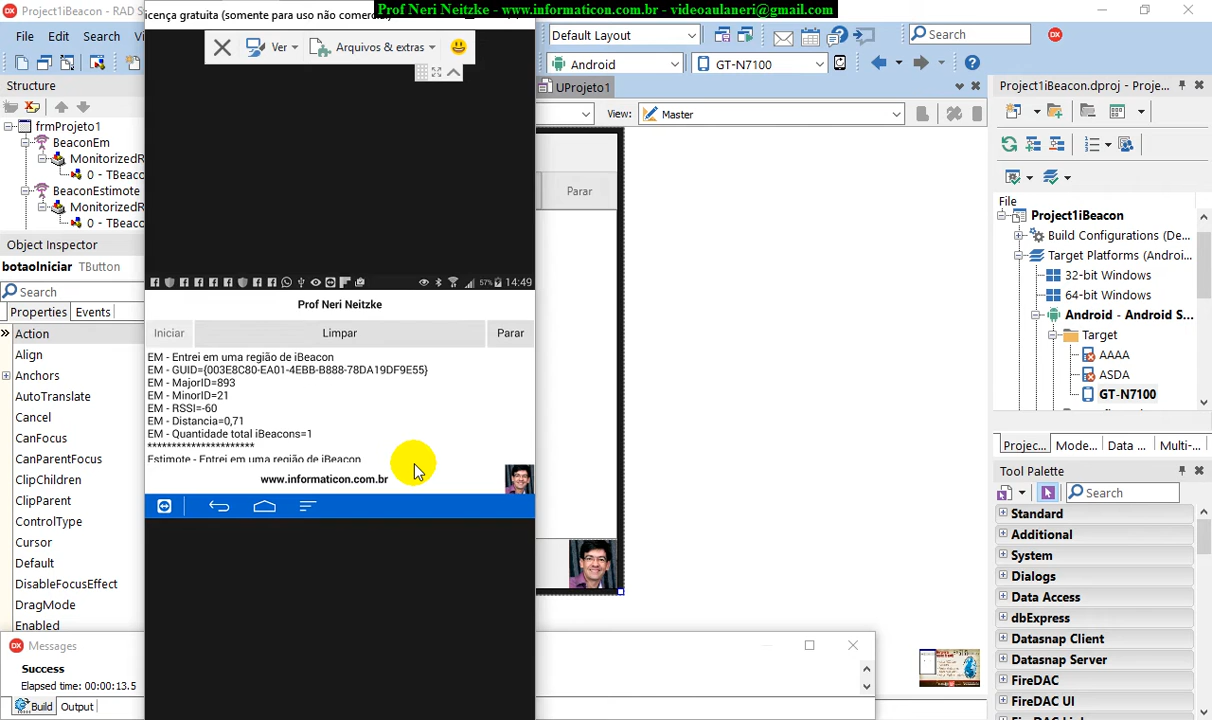 icença gratuita (somente para uso não comercial
Prof Neri Neitzke - www.informaticon.com.br - videoaulaneri@gmail.com
File Edit Search
Ver Arquivos & extras
Default Layout
Search
Android
GT-N7100
Structure
UProjeto1
Project1iBeacon.dproj - Proje...
View:
Master
frmProjeto1
BeaconEm
MonitorizedR
0 - TBeaco
BeaconEstimote
MonitorizedR
0 - TBeaco
Parar
File
Project1iBeacon
Build Configurations (De...
Target Platforms (Androi...
32-bit Windows
64-bit Windows
Android - Android S...
Target
AAAA
ASDA
GT-N7100
Object Inspector
botaoIniciar TButton
Search
Properties Events
Action
Align
Anchors
AutoTranslate
Cancel
CanFocus
CanParentFocus
ClipChildren
ClipParent
ControlType
Cursor
Default
DisableFocusEffect
DragMode
Enabled
57% 14:49
Prof Neri Neitzke
Iniciar Limpar Parar
EM - Entrei em uma região de iBeacon
EM - GUID={003E8C80-EA01-4EBB-B888-78DA19DF9E55}
EM - MajorID=893
EM - MinorID=21
EM - RSSI=-60
EM - Distancia=0,71
EM - Quantidade total iBeacons=1
**********************
Estimote - Entrei em uma região de iBeacon
www.informaticon.com.br
Projec... Mode... Data ... Multi-...
Tool Palette
Search
Standard
Additional
System
Dialogs
Data Access
dbExpress
Datasnap Client
Datasnap Server
FireDAC
FireDAC UI
Messages
Success
Elapsed time: 00:00:13.5
Build Output